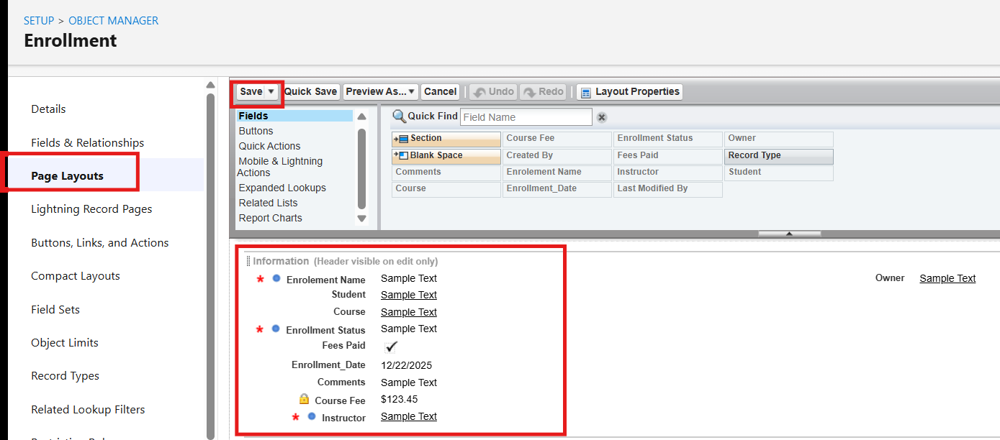 SETUP > OBJECT MANAGER
Enrollment
Details
Fields & Relationships
Page Layouts
Lightning Record Pages
Buttons, Links, and Actions
Compact Layouts
Field Sets
Object Limits
Record Types
Related Lookup Filters
Save Quick Save Preview As... Cancel Undo Redo Layout Properties
Fields
Buttons
Quick Actions
Mobile & Lightning
Actions
Expanded Lookups
Related Lists
Report Charts
Quick Find Field Name
Section Course Fee Enrollment Status Owner
Blank Space Created By Fees Paid Record Type
Comments Enrolement Name Instructor Student
Course Enrollment_Date Last Modified By
Information (Header visible on edit only)
* Enrolement Name Sample Text Owner Sample Text
Student Sample Text
Course Sample Text
* Enrollment Status Sample Text
Fees Paid
Enrollment_Date 12/22/2025
Comments Sample Text
Course Fee $123.45
* Instructor Sample Text